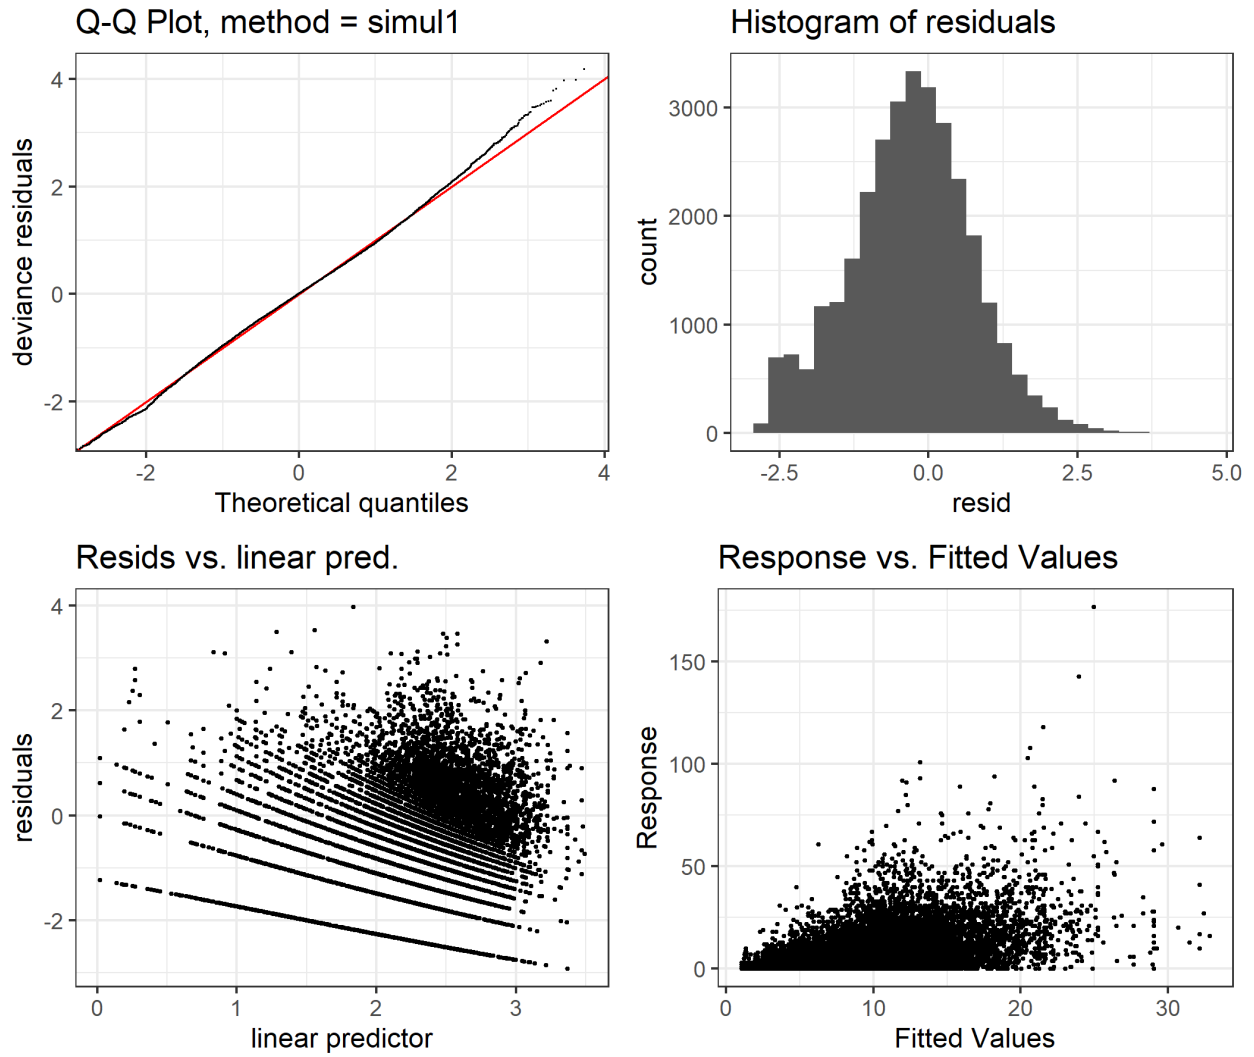 Q-Q Plot, method = simul1
4
2
0
-2
-2
0
2
4
deviance residuals
Theoretical quantiles
Histogram of residuals
3000
2000
1000
0
-2.5
0.0
2.5
5.0
count
resid
Resids vs. linear pred.
4
2
0
-2
0
1
2
3
residuals
linear predictor
Response vs. Fitted Values
150
100
50
0
0
10
20
30
Response
Fitted Values